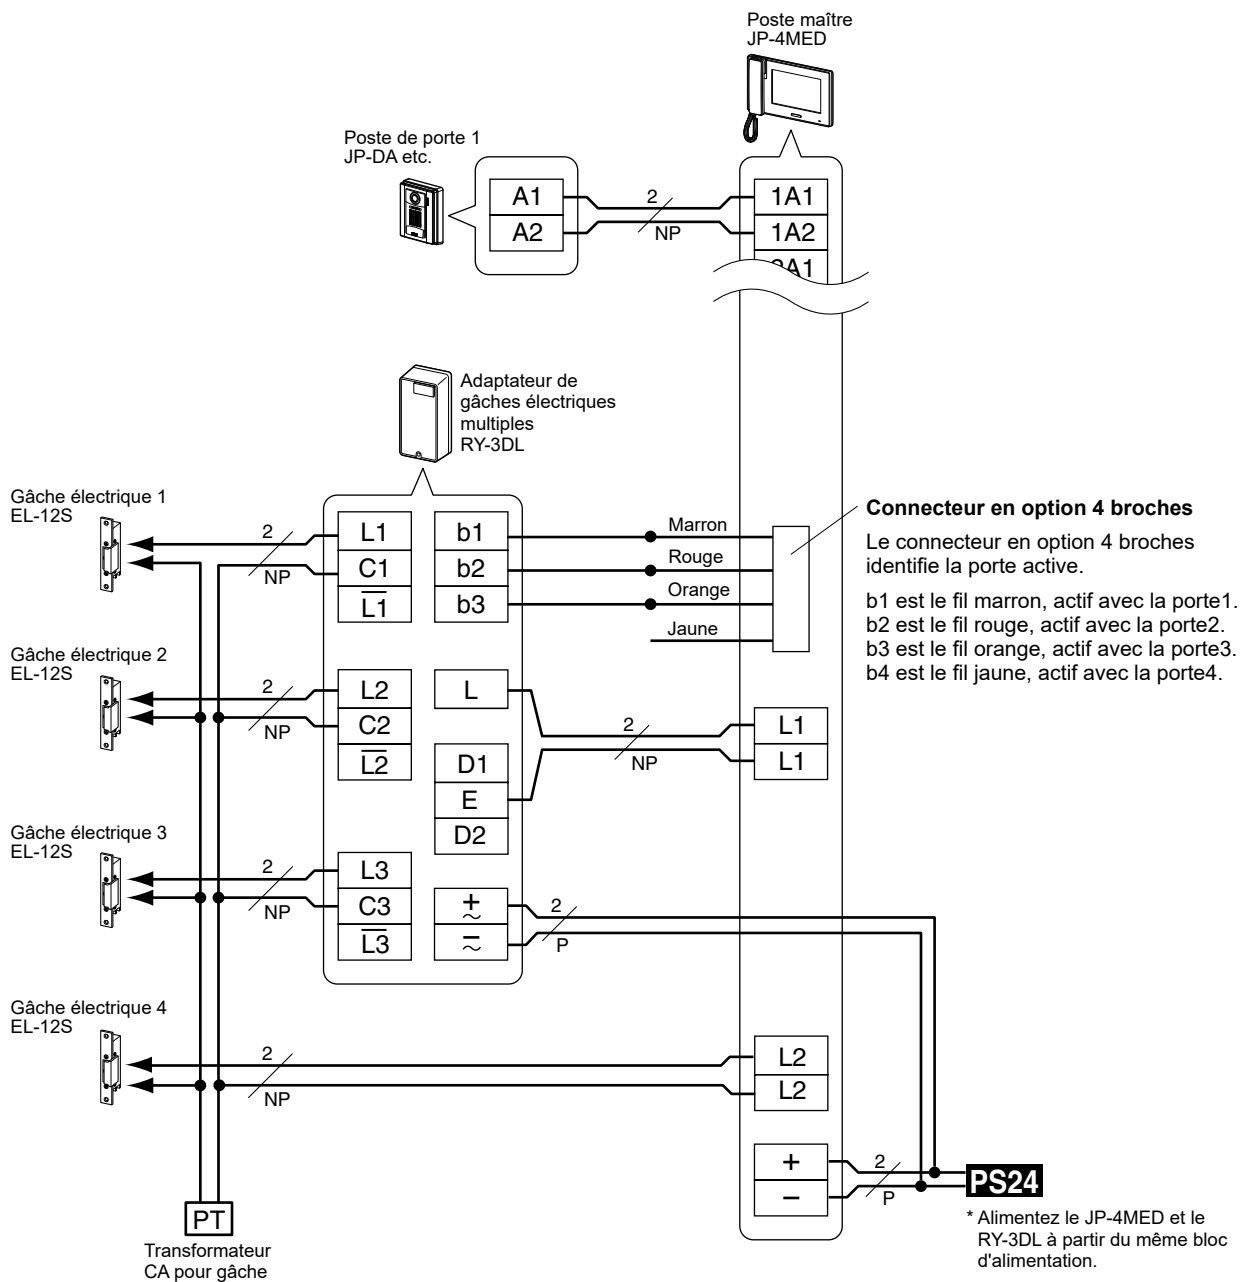 Poste maître
JP-4MED
Poste de porte 1
JP-DA etc.
A1
A2
2
NP
1A1
1A2
2A1
Adaptateur de
gâches électriques
multiples
RY-3DL
Gâche électrique 1
EL-12S
2
NP
L1
C1
L̅1̅
b1
b2
b3
Marron
Rouge
Orange
Jaune
Connecteur en option 4 broches
Le connecteur en option 4 broches
identifie la porte active.
b1 est le fil marron, actif avec la porte1.
b2 est le fil rouge, actif avec la porte2.
b3 est le fil orange, actif avec la porte3.
b4 est le fil jaune, actif avec la porte4.
Gâche électrique 2
EL-12S
2
NP
L2
C2
L̅2̅
L
D1
E
D2
2
NP
L1
L1
Gâche électrique 3
EL-12S
2
NP
L3
C3
L̅3̅
+
~
−
~
2
P
Gâche électrique 4
EL-12S
2
NP
L2
L2
+
−
2
P
PS24
* Alimentez le JP-4MED et le
RY-3DL à partir du même bloc
d'alimentation.
PT
Transformateur
CA pour gâche